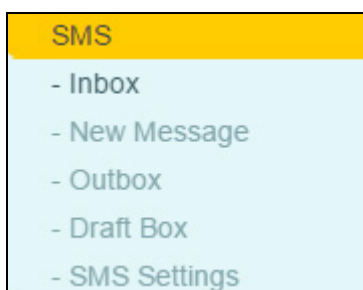 SMS
- Inbox
- New Message
- Outbox
- Draft Box
- SMS Settings